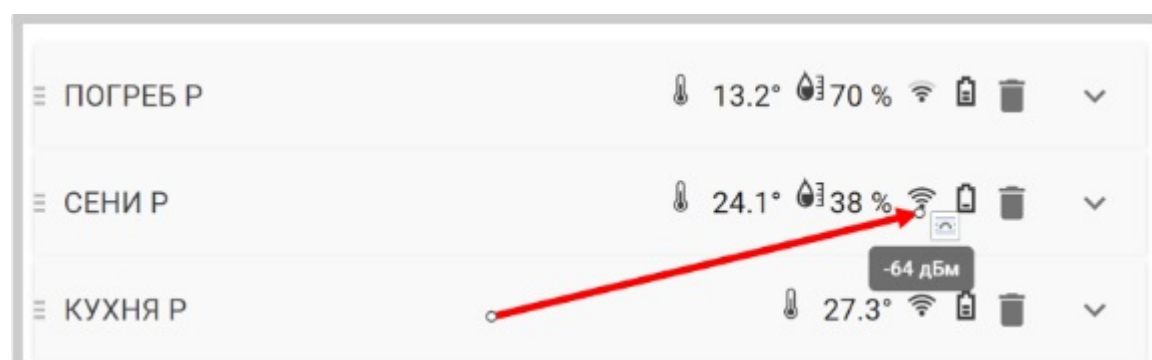 ПОГРЕБ Р 13.2° 70 %
СЕНИ Р 24.1° 38 %
-64 дБм
КУХНЯ Р 27.3°